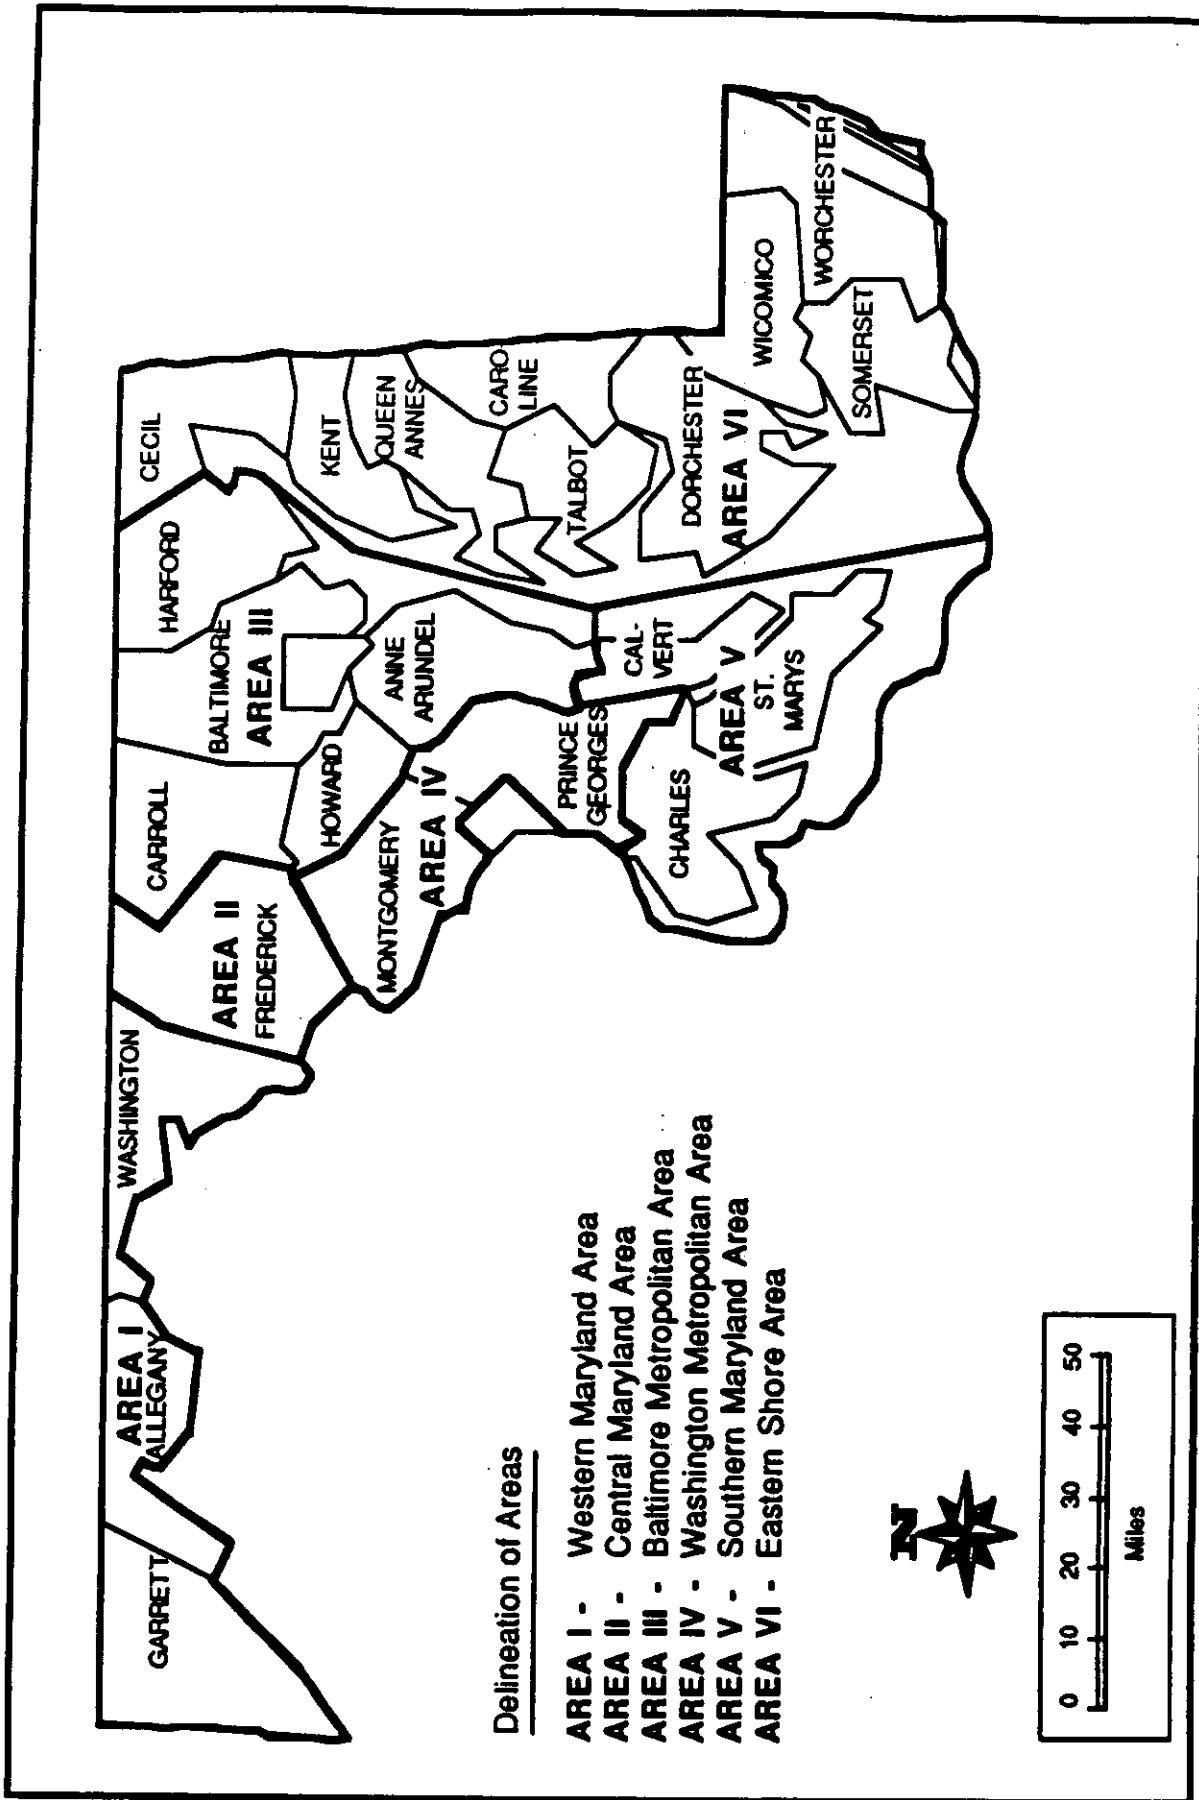 GARRETT
AREA I
ALLEGANY
WASHINGTON
AREA II
FREDERICK
CARROLL
BALTIMORE
AREA III
HARFORD
CECIL
HOWARD
MONTGOMERY
AREA IV
ANNE
ARUNDEL
KENT
QUEEN
ANNES
CARO
LINE
TALBOT
PRINCE
GEORGES
CAL-
VERT
CHARLES
AREA V
ST.
MARYS
DORCHESTER
AREA VI
WICOMICO
WORCHESTER
SOMERSET
Delineation of Areas
AREA I - Western Maryland Area
AREA II - Central Maryland Area
AREA III - Baltimore Metropolitan Area
AREA IV - Washington Metropolitan Area
AREA V - Southern Maryland Area
AREA VI - Eastern Shore Area
N
0 10 20 30 40 50
Miles